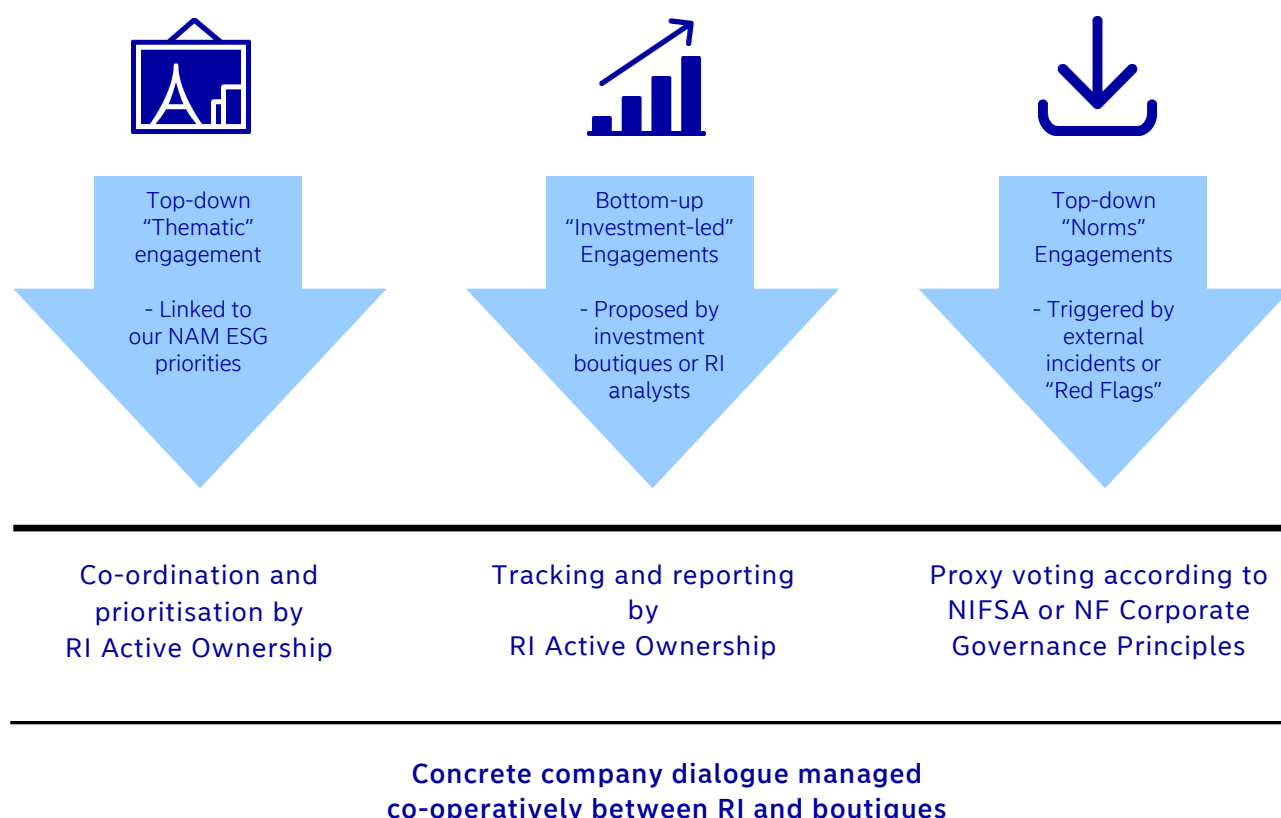 Top-down
“Thematic”
engagement
- Linked to
our NAM ESG
priorities
Bottom-up
“Investment-led”
Engagements
- Proposed by
investment
boutiques or RI
analysts
Top-down
“Norms”
Engagements
- Triggered by
external
incidents or
“Red Flags”
Co-ordination and
prioritisation by
RI Active Ownership
Tracking and reporting
by
RI Active Ownership
Proxy voting according to
NIFSA or NF Corporate
Governance Principles
Concrete company dialogue managed
co-operatively between RI and boutiques